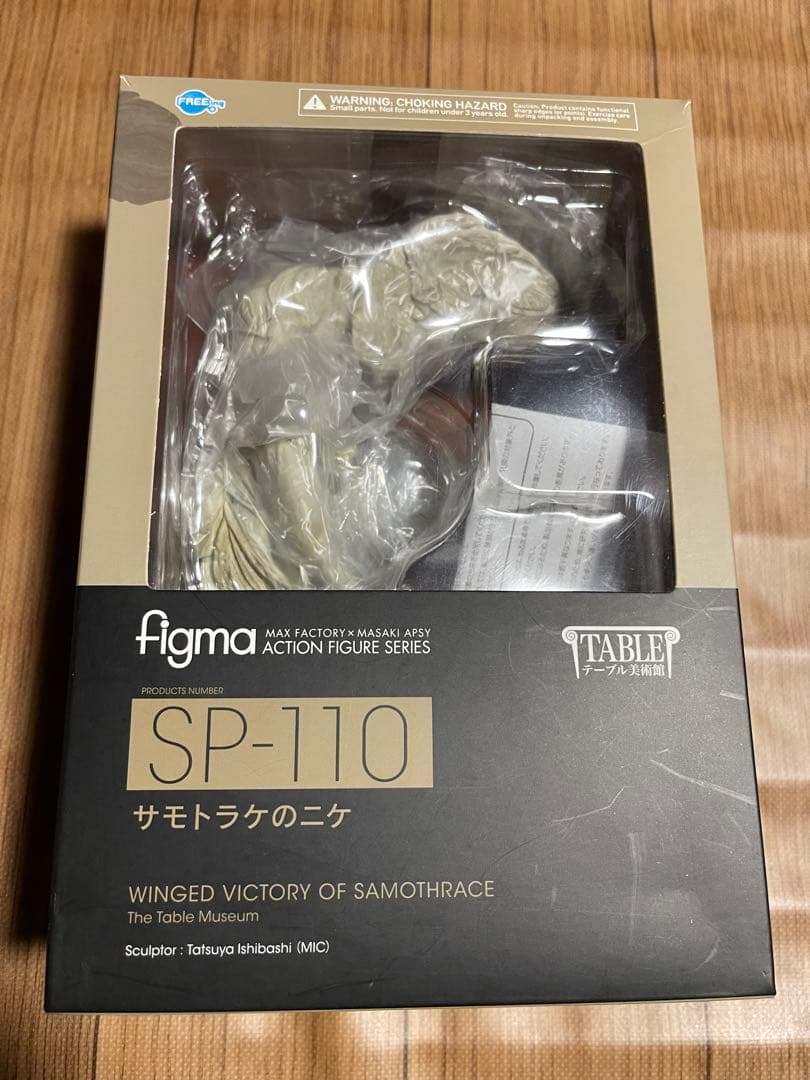 FREEing
WARNING: CHOKING HAZARD
Small parts. Not for children under 3 years old.
Caution: Product contains functional
sharp edges (or points). Exercise care
during unpacking and assembly.
figma
MAX FACTORY × MASAKI APSY
ACTION FIGURE SERIES
TABLE
テーブル美術館
PRODUCTS NUMBER
SP-110
サモトラケのニケ
WINGED VICTORY OF SAMOTHRACE
The Table Museum
Sculptor : Tatsuya Ishibashi (MIC)